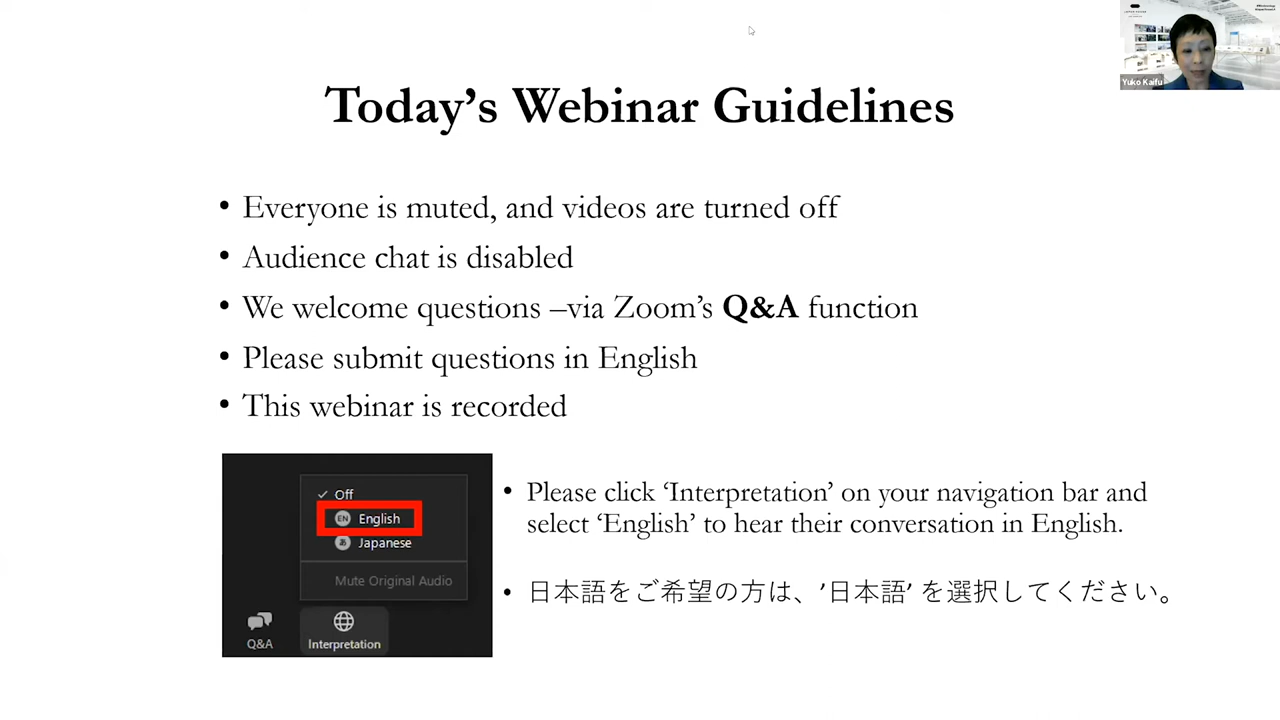 Today's Webinar Guidelines
• Everyone is muted, and videos are turned off
• Audience chat is disabled
• We welcome questions –via Zoom's Q&A function
• Please submit questions in English
• This webinar is recorded
✓ Off
EN English
あ Japanese
Mute Original Audio
Q&A
Interpretation
• Please click ‘Interpretation’ on your navigation bar and
select ‘English’ to hear their conversation in English.
• 日本語をご希望の方は、’日本語’ を選択してください。
Yuko Kaifu